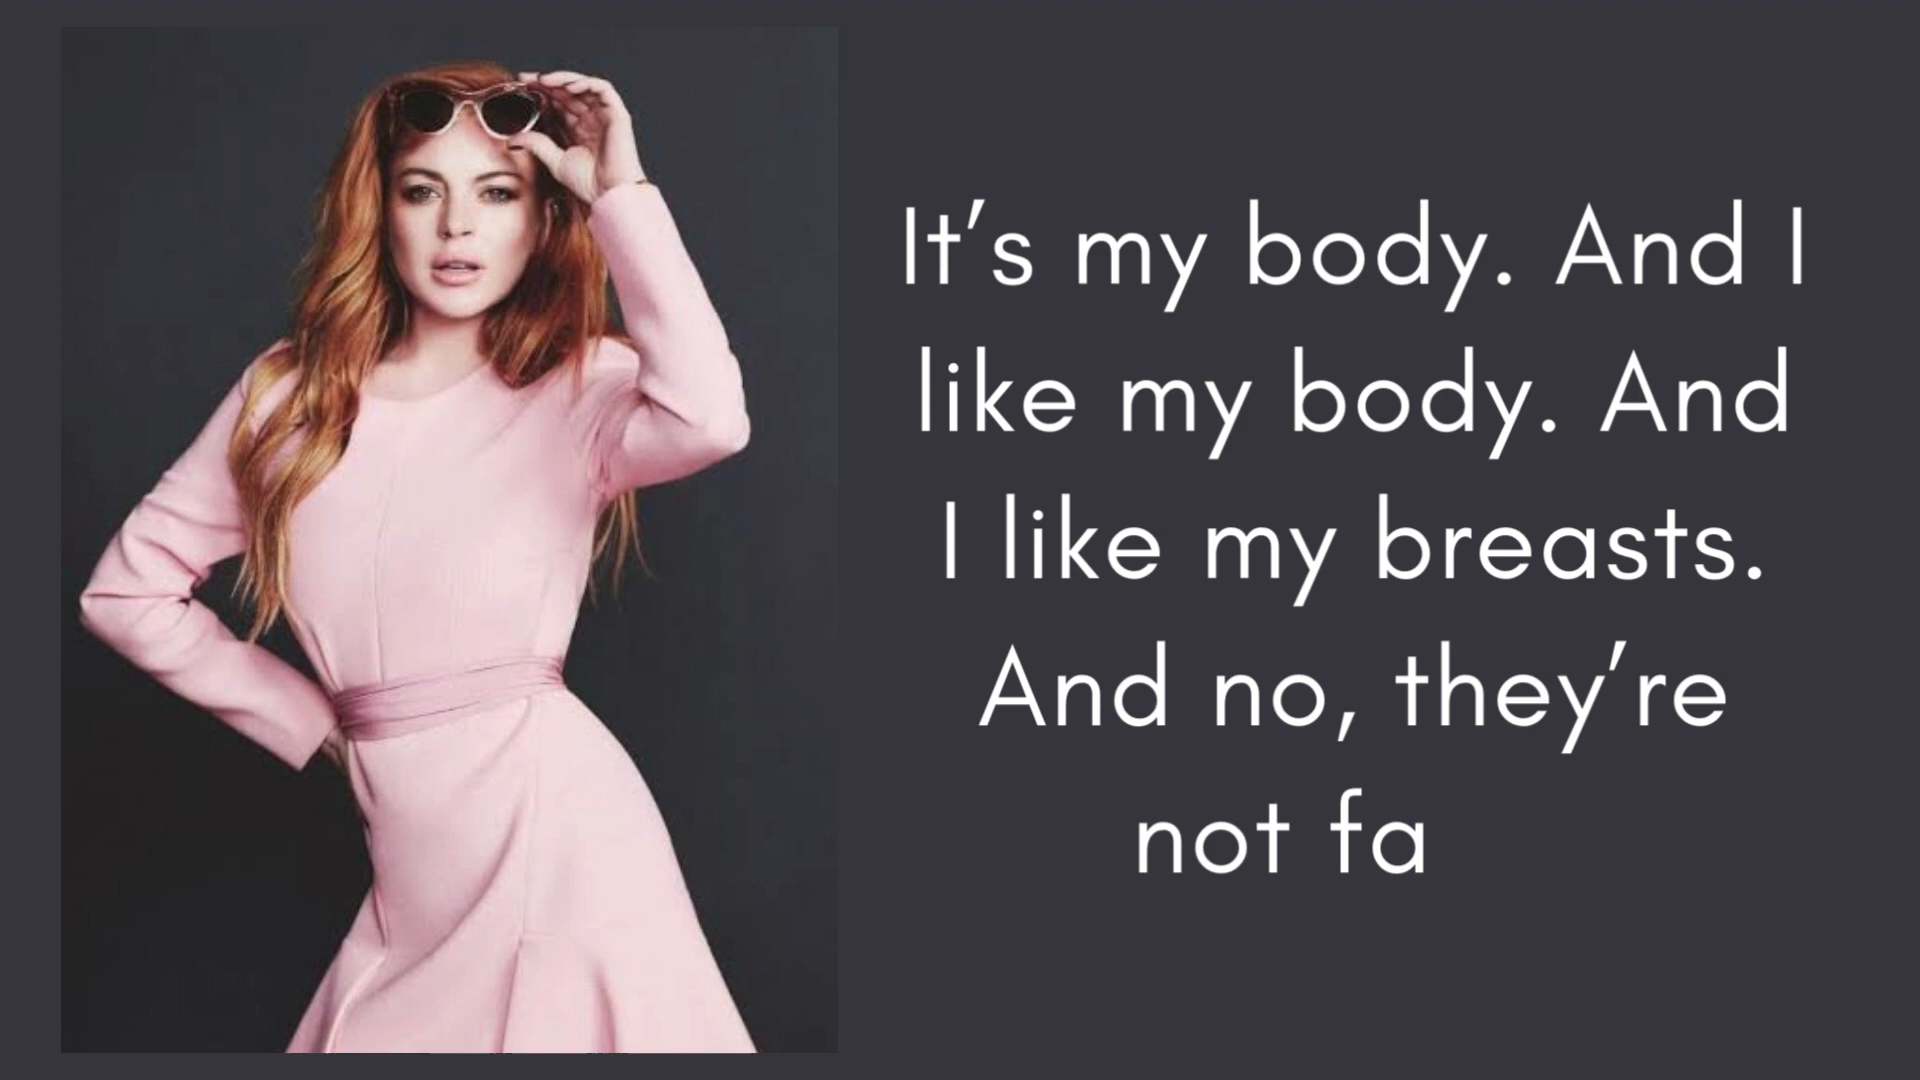 It's my body. And I
like my body. And
I like my breasts.
And no, they're
not fa